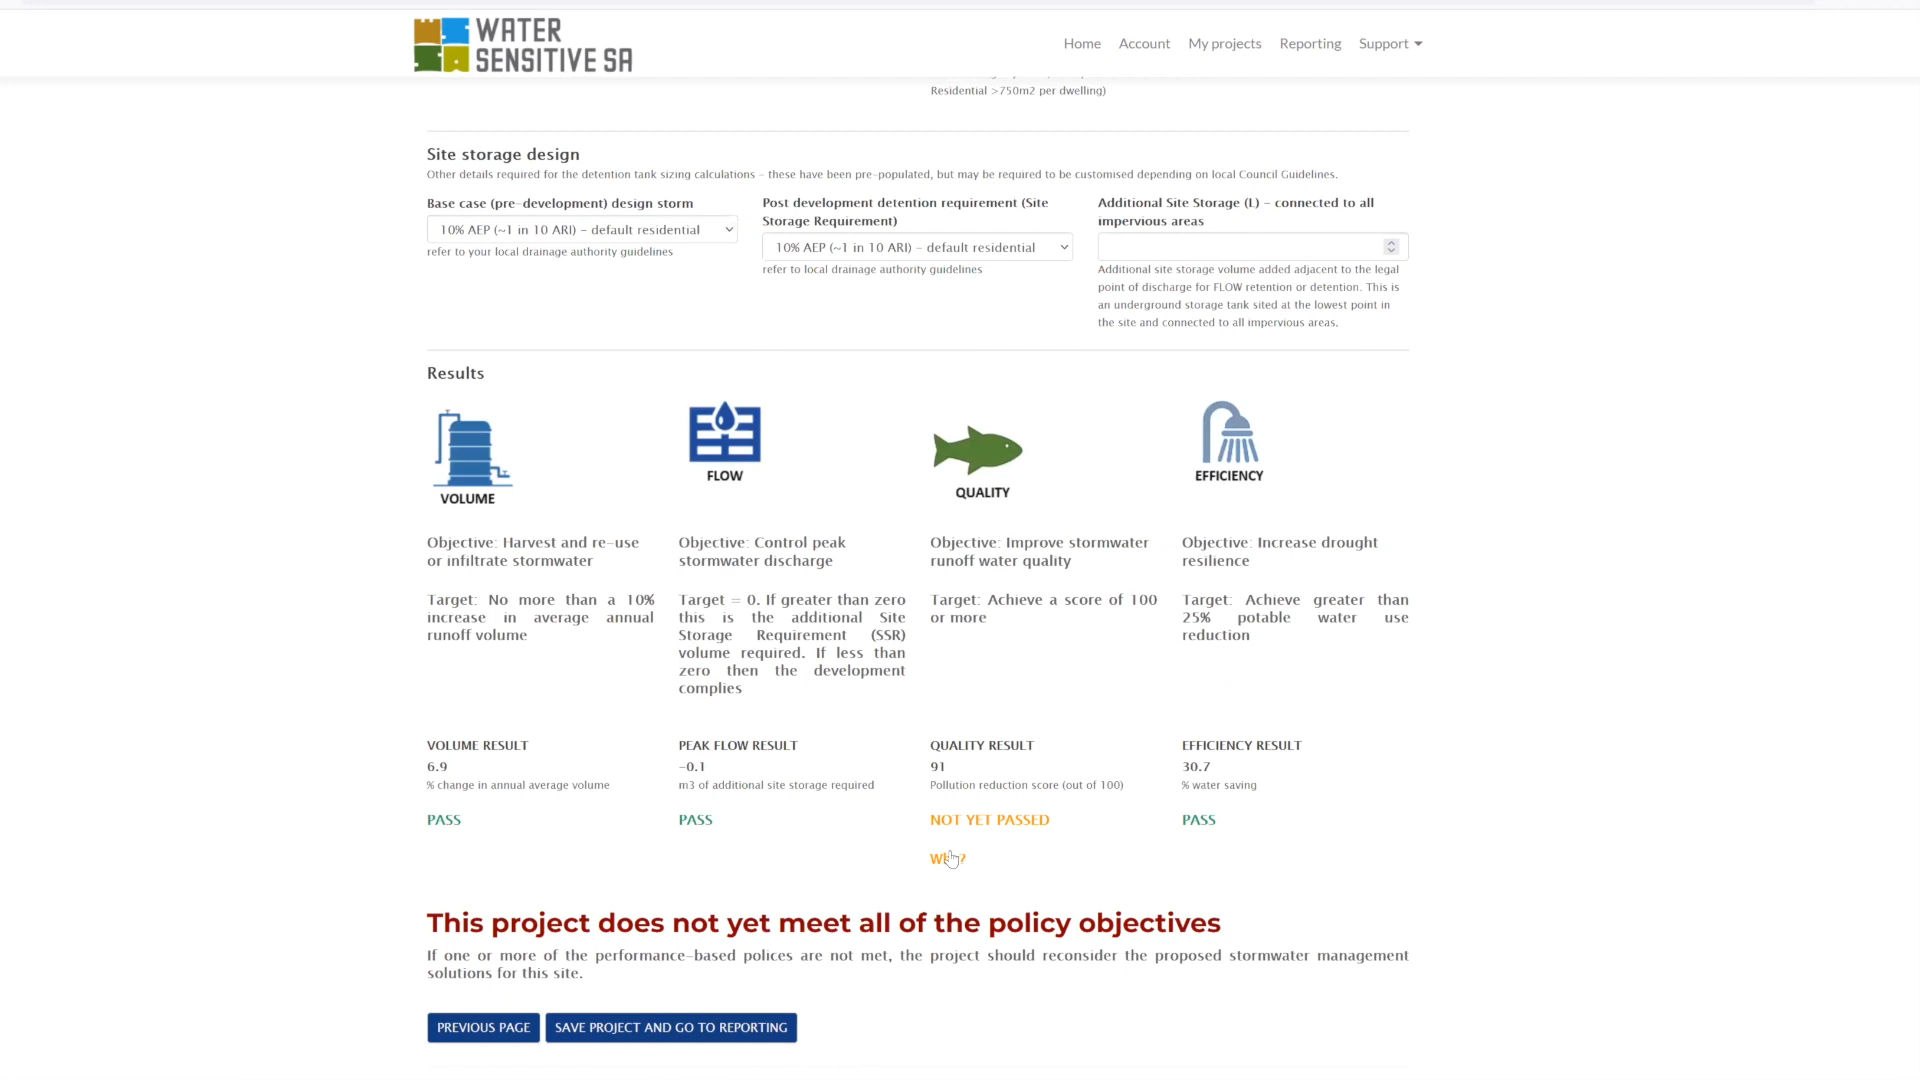 WATER
SENSITIVE SA
Home Account My projects Reporting Support
Residential >750m2 per dwelling)
Site storage design
Other details required for the detention tank sizing calculations - these have been pre-populated, but may be required to be customised depending on local Council Guidelines.
Base case (pre-development) design storm
10% AEP (~1 in 10 ARI) - default residential
refer to your local drainage authority guidelines
Post development detention requirement (Site
Storage Requirement)
10% AEP (~1 in 10 ARI) - default residential
refer to local drainage authority guidelines
Additional Site Storage (L) - connected to all
impervious areas
Additional site storage volume added adjacent to the legal
point of discharge for FLOW retention or detention. This is
an underground storage tank sited at the lowest point in
the site and connected to all impervious areas.
Results
VOLUME
FLOW
QUALITY
EFFICIENCY
Objective: Harvest and re-use
or infiltrate stormwater
Target: No more than a 10%
increase in average annual
runoff volume
Objective: Control peak
stormwater discharge
Target = 0. If greater than zero
this is the additional Site
Storage Requirement (SSR)
volume required. If less than
zero then the development
complies
Objective: Improve stormwater
runoff water quality
Target: Achieve a score of 100
or more
Objective: Increase drought
resilience
Target: Achieve greater than
25% potable water use
reduction
VOLUME RESULT
6.9
% change in annual average volume
PASS
PEAK FLOW RESULT
-0.1
m3 of additional site storage required
PASS
QUALITY RESULT
91
Pollution reduction score (out of 100)
NOT YET PASSED
EFFICIENCY RESULT
30.7
% water saving
PASS
This project does not yet meet all of the policy objectives
If one or more of the performance-based polices are not met, the project should reconsider the proposed stormwater management
solutions for this site.
PREVIOUS PAGE
SAVE PROJECT AND GO TO REPORTING